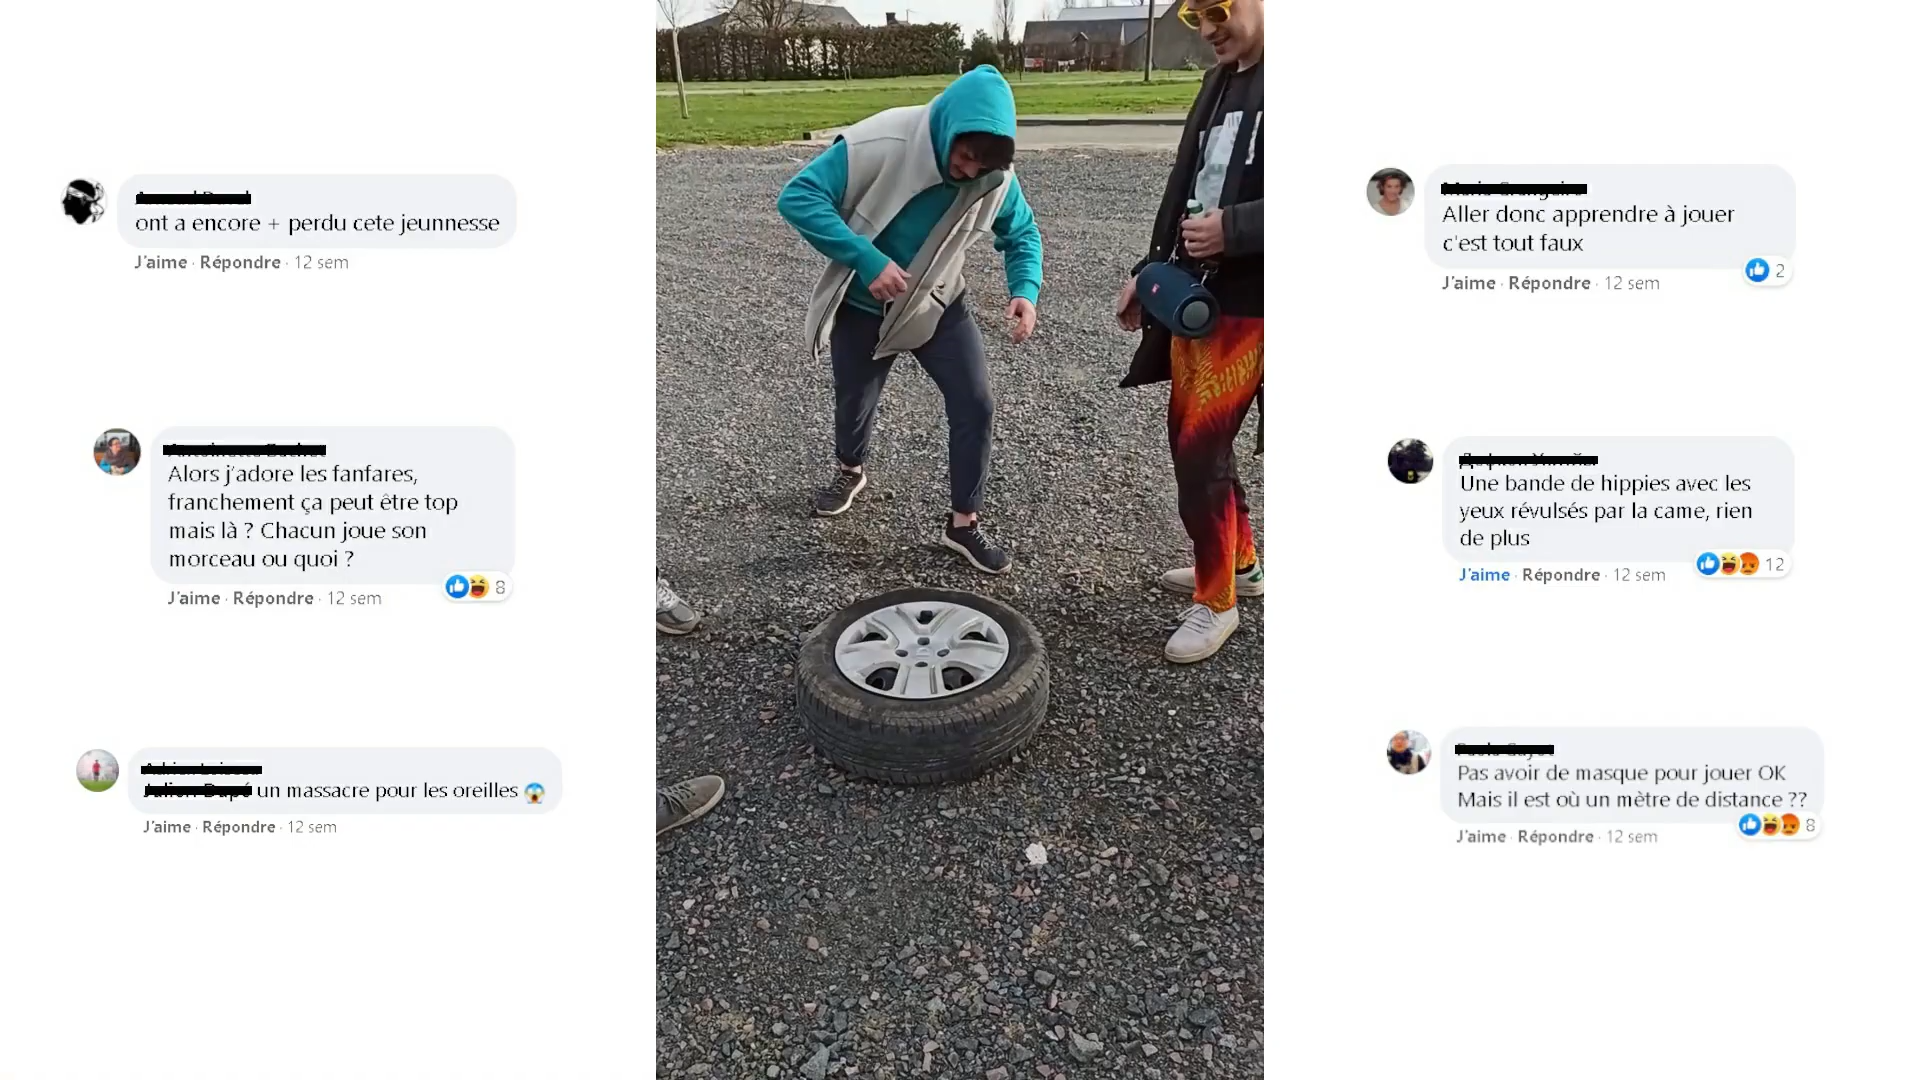 ont a encore + perdu cete jeunnesse
J'aime · Répondre · 12 sem
Alors j'adore les fanfares,
franchement ça peut être top
mais là ? Chacun joue son
morceau ou quoi ?
8
J'aime · Répondre · 12 sem
un massacre pour les oreilles 😱
J'aime · Répondre · 12 sem
Aller donc apprendre à jouer
c'est tout faux
2
J'aime · Répondre · 12 sem
Une bande de hippies avec les
yeux révulsés par la came, rien
de plus
12
J'aime · Répondre · 12 sem
Pas avoir de masque pour jouer OK
Mais il est où un mètre de distance ??
8
J'aime · Répondre · 12 sem